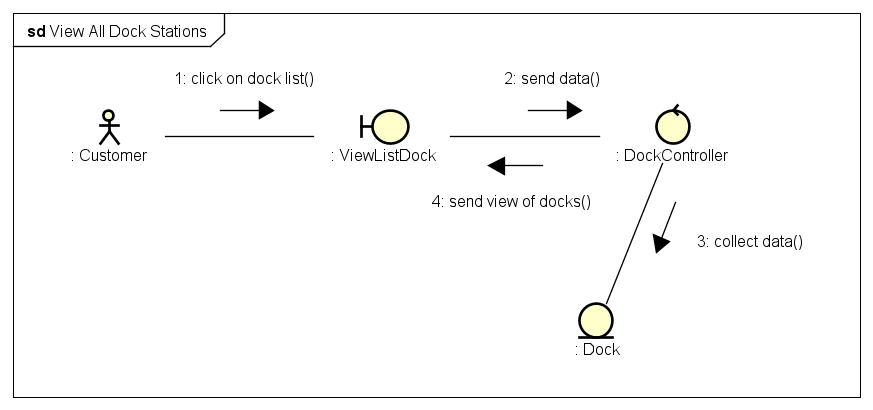 sd View All Dock Stations
1: click on dock list()
2: send data()
: Customer
: ViewListDock
: DockController
4: send view of docks()
3: collect data()
: Dock